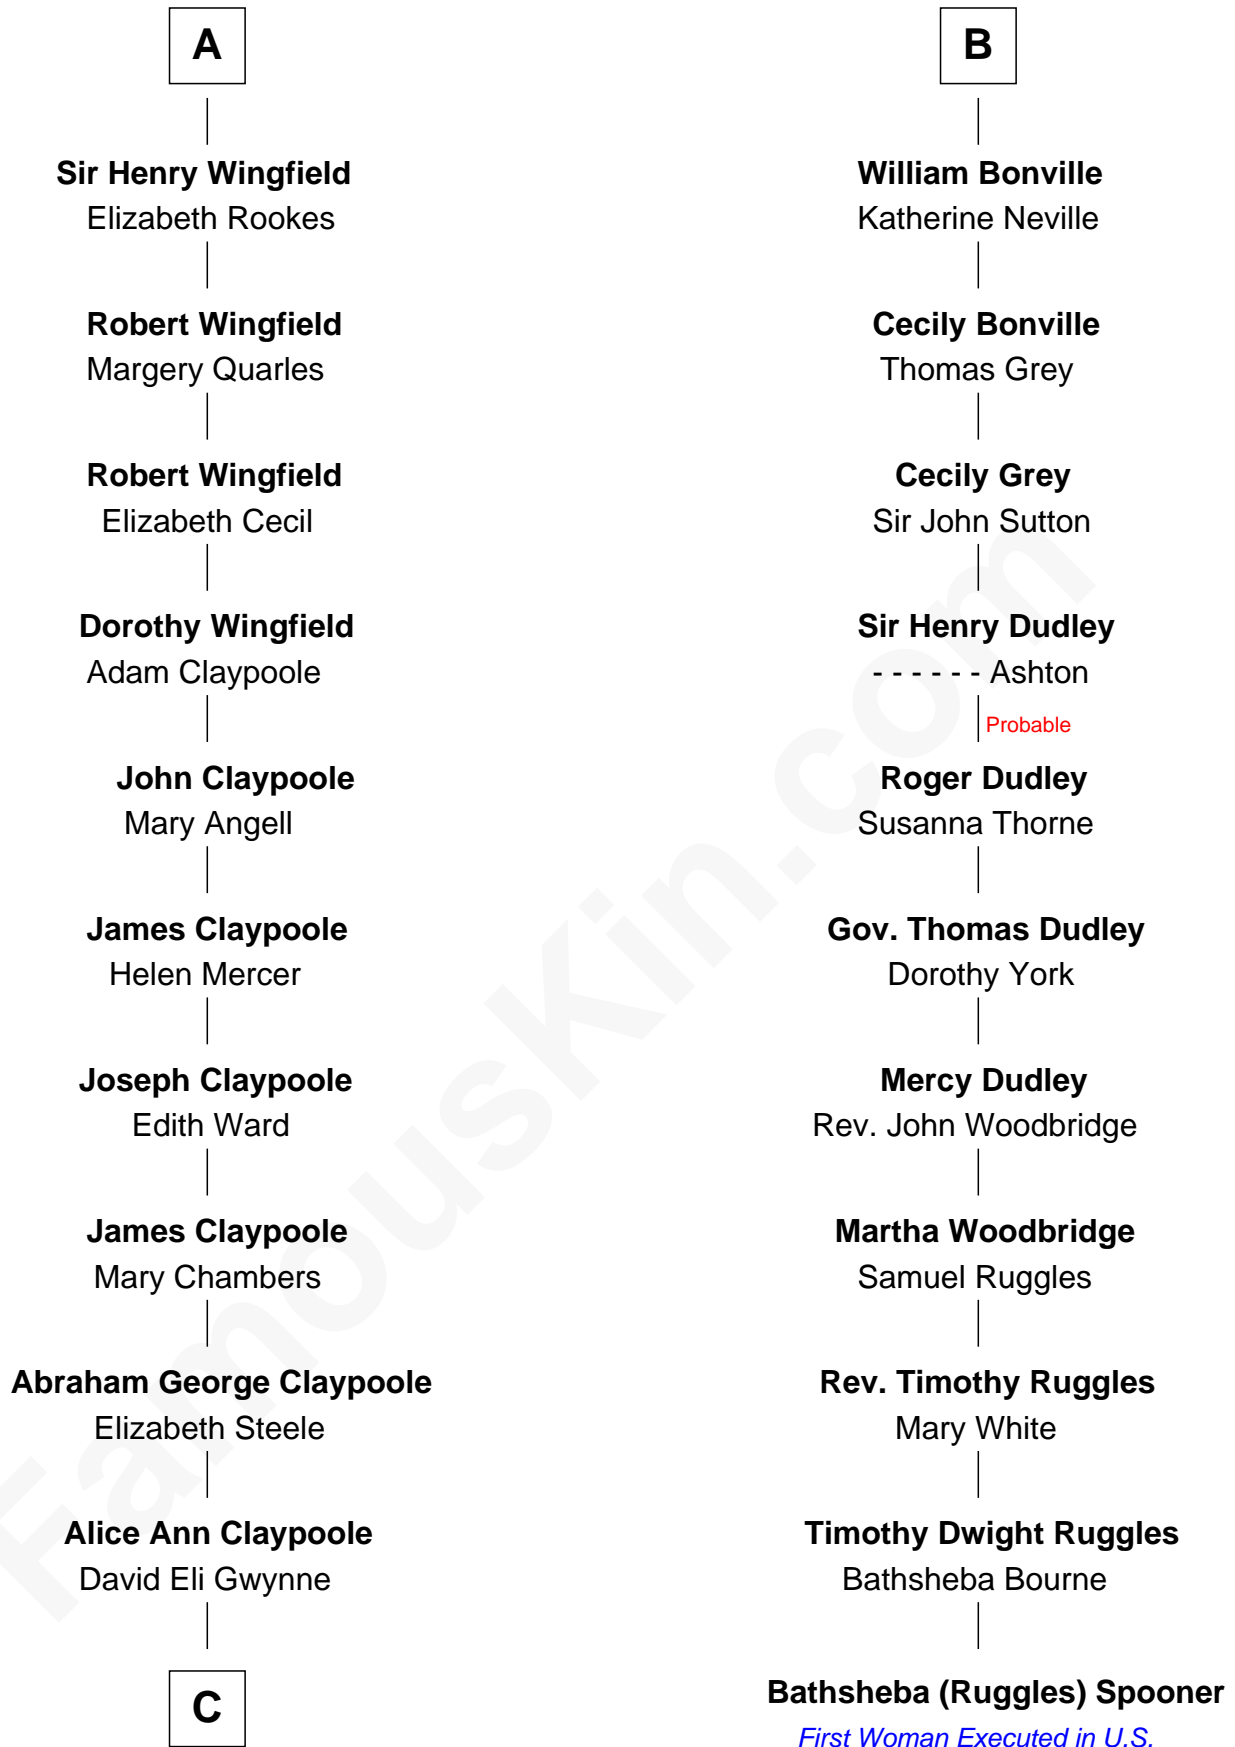 A
Sir Henry Wingfield
Elizabeth Rookes
Robert Wingfield
Margery Quarles
Robert Wingfield
Elizabeth Cecil
Dorothy Wingfield
Adam Claypoole
John Claypoole
Mary Angell
James Claypoole
Helen Mercer
Joseph Claypoole
Edith Ward
James Claypoole
Mary Chambers
Abraham George Claypoole
Elizabeth Steele
Alice Ann Claypoole
David Eli Gwynne
C
B
William Bonville
Katherine Neville
Cecily Bonville
Thomas Grey
Cecily Grey
Sir John Sutton
Sir Henry Dudley
- - - - - - Ashton
Probable
Roger Dudley
Susanna Thorne
Gov. Thomas Dudley
Dorothy York
Mercy Dudley
Rev. John Woodbridge
Martha Woodbridge
Samuel Ruggles
Rev. Timothy Ruggles
Mary White
Timothy Dwight Ruggles
Bathsheba Bourne
Bathsheba (Ruggles) Spooner
First Woman Executed in U.S.
FamousKin.com